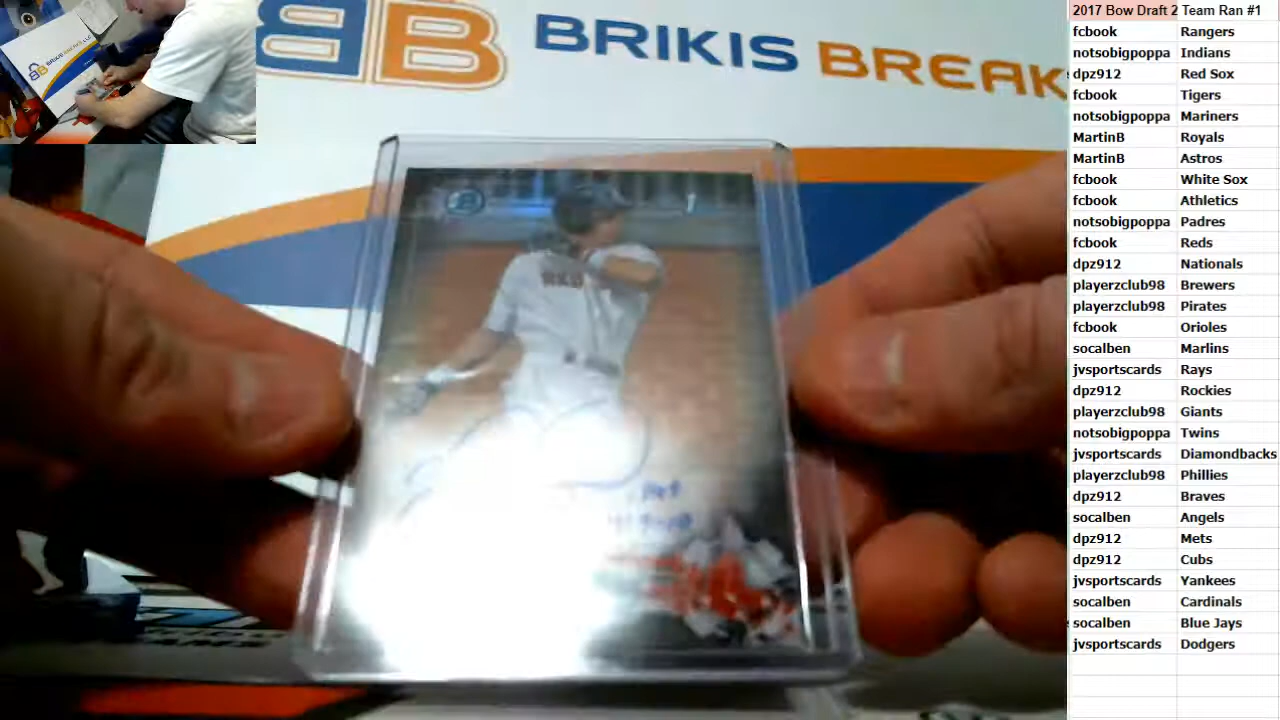 BB BRIKIS BREAK
RED
2017 Bow Draft 2 Team Ran #1
fcbook Rangers
notsobigpoppa Indians
dpz912 Red Sox
fcbook Tigers
notsobigpoppa Mariners
MartinB Royals
MartinB Astros
fcbook White Sox
fcbook Athletics
notsobigpoppa Padres
fcbook Reds
dpz912 Nationals
playerzclub98 Brewers
playerzclub98 Pirates
fcbook Orioles
socalben Marlins
jvsportscards Rays
dpz912 Rockies
playerzclub98 Giants
notsobigpoppa Twins
jvsportscards Diamondbacks
playerzclub98 Phillies
dpz912 Braves
socalben Angels
dpz912 Mets
dpz912 Cubs
jvsportscards Yankees
socalben Cardinals
socalben Blue Jays
jvsportscards Dodgers